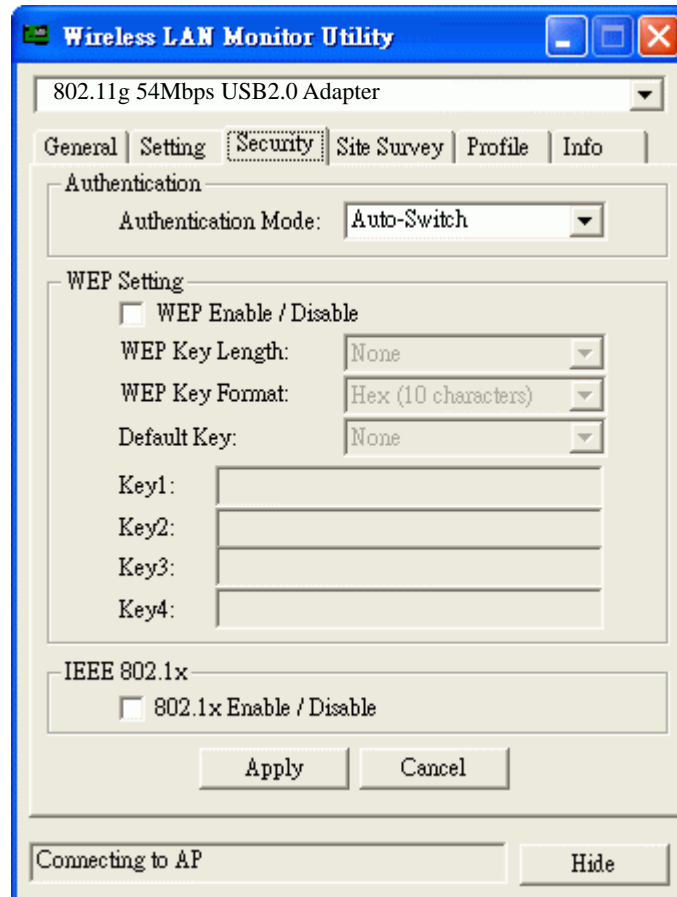 Wireless LAN Monitor Utility
802.11g 54Mbps USB2.0 Adapter
General Setting Security Site Survey Profile Info
Authentication
Authentication Mode: Auto-Switch
WEP Setting
WEP Enable / Disable
WEP Key Length: None
WEP Key Format: Hex (10 characters)
Default Key: None
Key1:
Key2:
Key3:
Key4:
IEEE 802.1x
802.1x Enable / Disable
Apply Cancel
Connecting to AP Hide